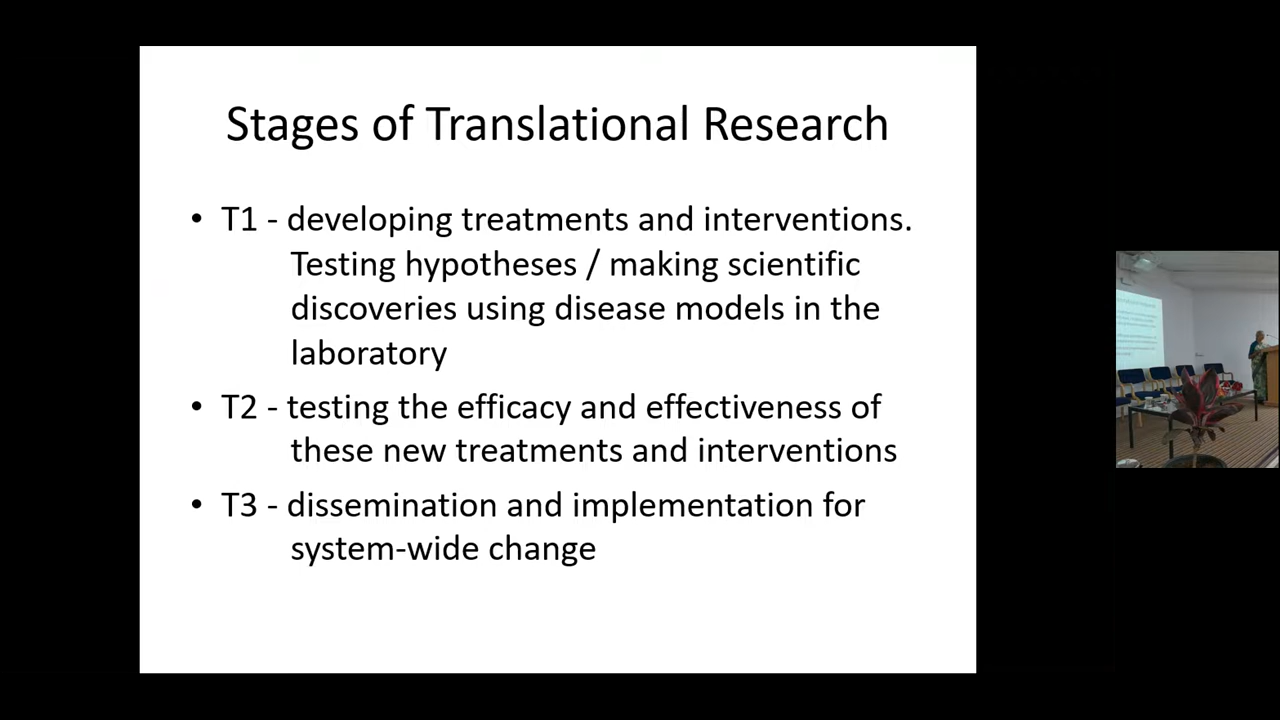 Stages of Translational Research
• T1 - developing treatments and interventions.
Testing hypotheses / making scientific
discoveries using disease models in the
laboratory
• T2 - testing the efficacy and effectiveness of
these new treatments and interventions
• T3 - dissemination and implementation for
system-wide change